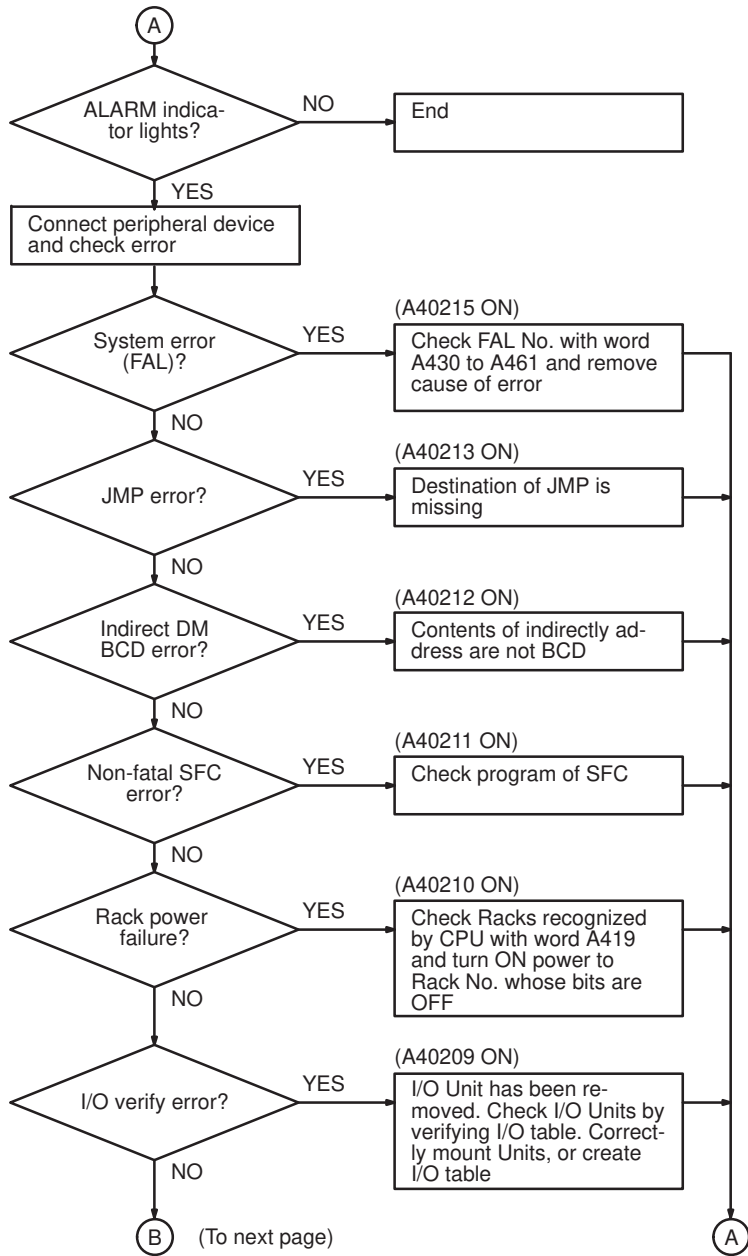 A
ALARM indica-
tor lights?
NO
End
YES
Connect peripheral device
and check error
(A40215 ON)
System error
(FAL)?
YES
Check FAL No. with word
A430 to A461 and remove
cause of error
NO
(A40213 ON)
JMP error?
YES
Destination of JMP is
missing
NO
(A40212 ON)
Indirect DM
BCD error?
YES
Contents of indirectly ad-
dress are not BCD
NO
(A40211 ON)
Non-fatal SFC
error?
YES
Check program of SFC
NO
(A40210 ON)
Rack power
failure?
YES
Check Racks recognized
by CPU with word A419
and turn ON power to
Rack No. whose bits are
OFF
NO
(A40209 ON)
I/O verify error?
YES
I/O Unit has been re-
moved. Check I/O Units by
verifying I/O table. Correct-
ly mount Units, or create
I/O table
NO
B
(To next page)
A